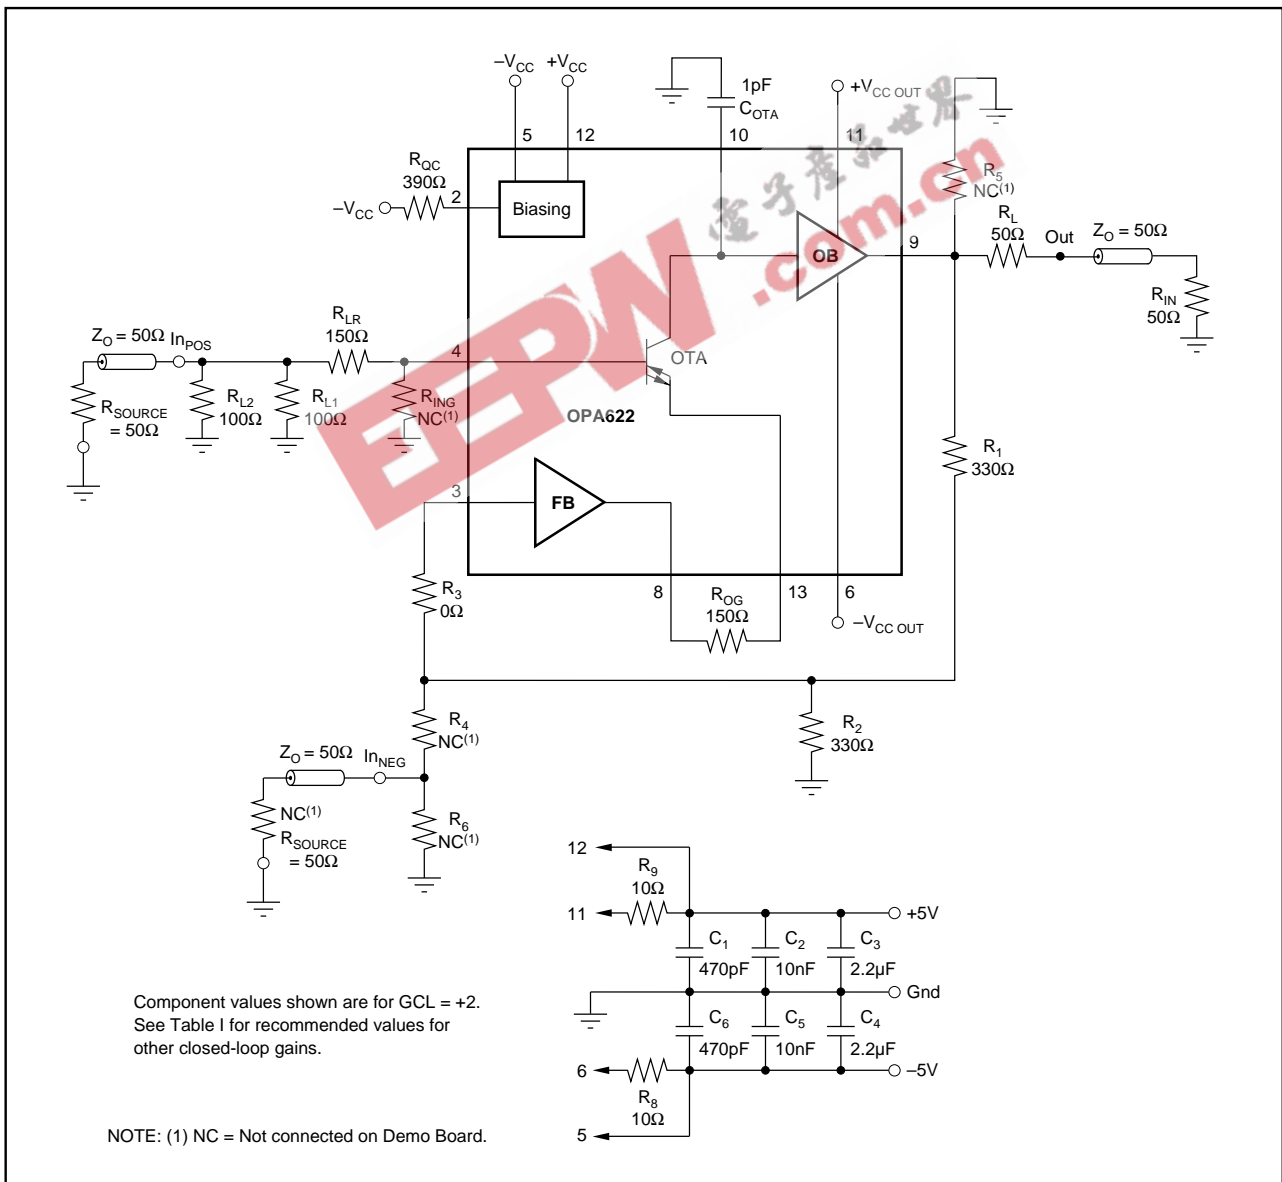 –VCC
+VCC
1pF
COTA
+VCC OUT
5
12
10
11
RQC
390Ω
2
–VCC
Biasing
R5
NC(1)
OB
9
RL
50Ω
Out
ZO = 50Ω
RIN
50Ω
ZO = 50Ω
InPOS
RLR
150Ω
4
OTA
RSOURCE
= 50Ω
RL2
100Ω
RL1
100Ω
RING
NC(1)
OPA622
R1
330Ω
3
FB
R3
0Ω
8
ROG
150Ω
13
6
–VCC OUT
R4
NC(1)
R2
330Ω
ZO = 50Ω
InNEG
NC(1)
RSOURCE
= 50Ω
R6
NC(1)
12
R9
10Ω
11
+5V
C1
470pF
C2
10nF
C3
2.2µF
Gnd
C6
470pF
C5
10nF
C4
2.2µF
6
–5V
R8
10Ω
5
Component values shown are for GCL = +2.
See Table I for recommended values for
other closed-loop gains.
NOTE: (1) NC = Not connected on Demo Board.
EEPW
.com.cn
電子產品世界